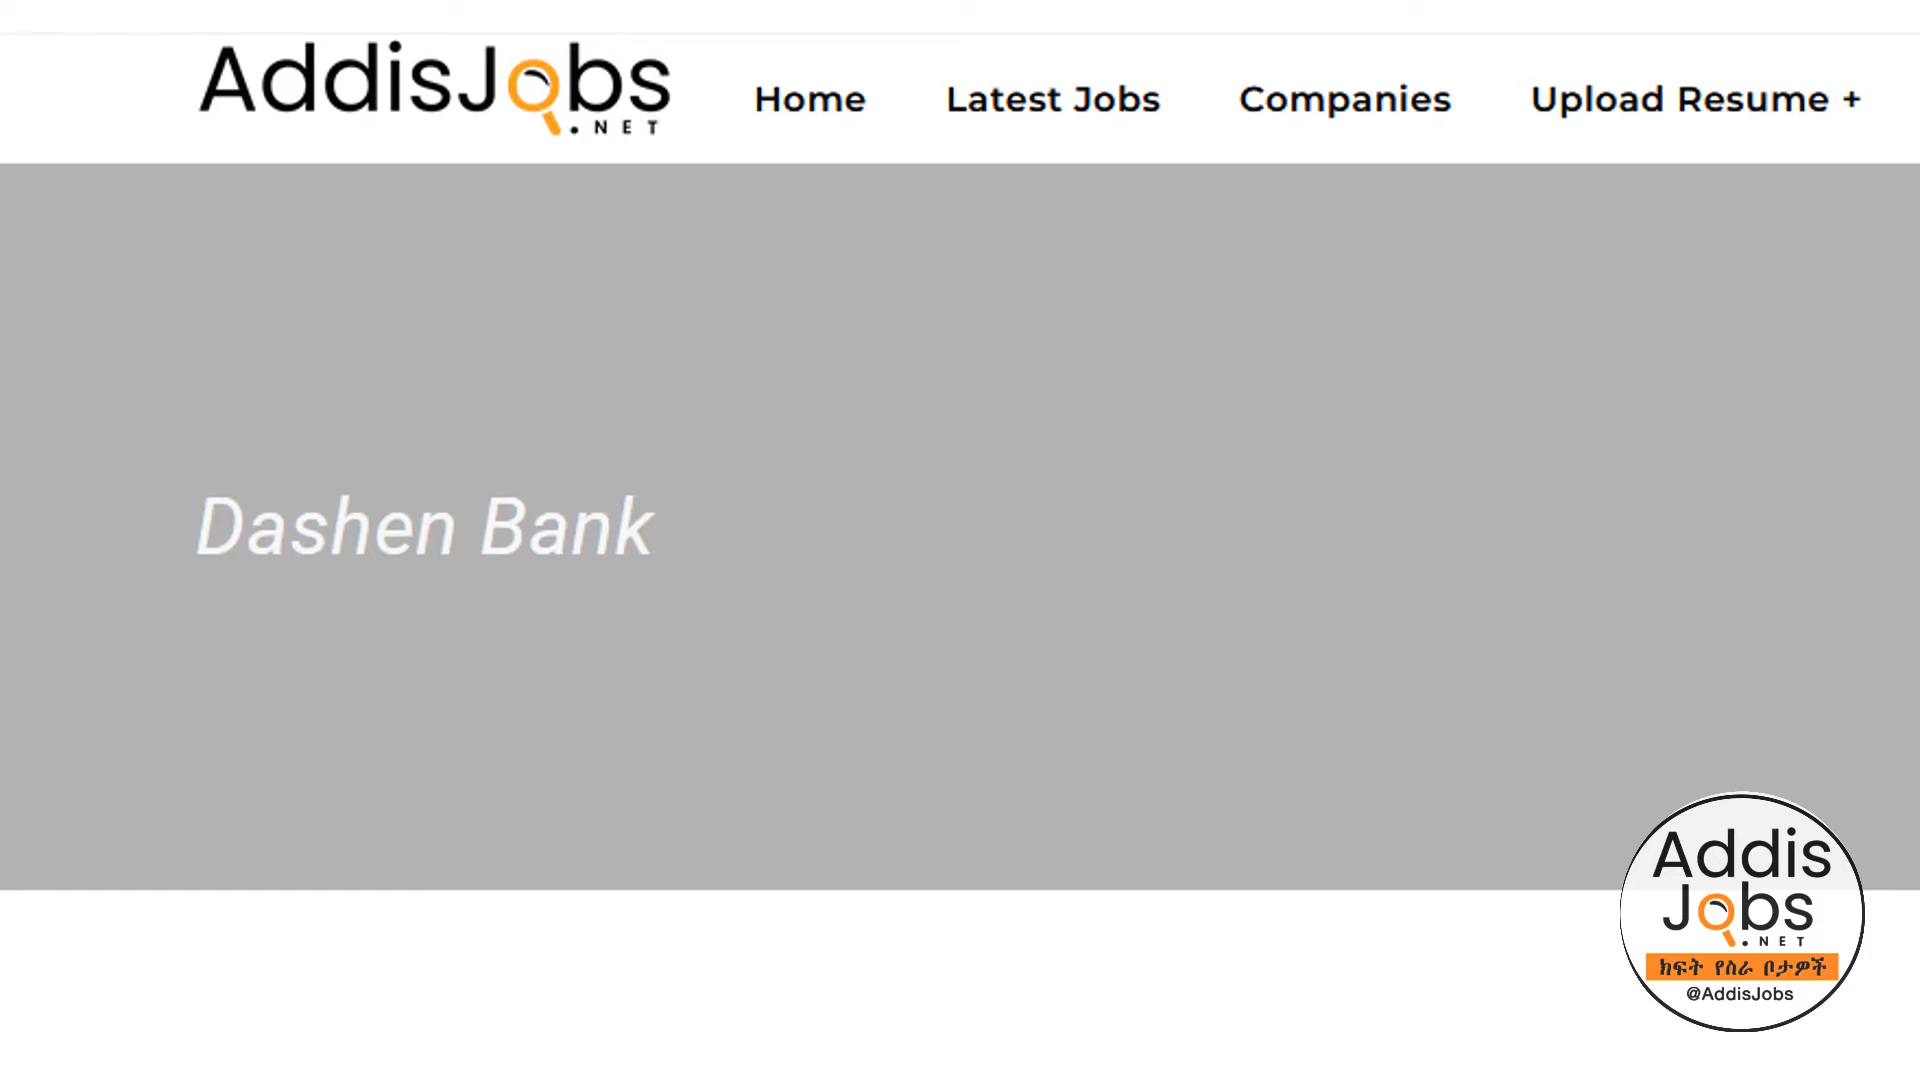 AddisJobs
.NET
Home
Latest Jobs
Companies
Upload Resume +
Dashen Bank
Addis
Jobs
.NET
ክፍት የስራ ቦታዎች
@AddisJobs